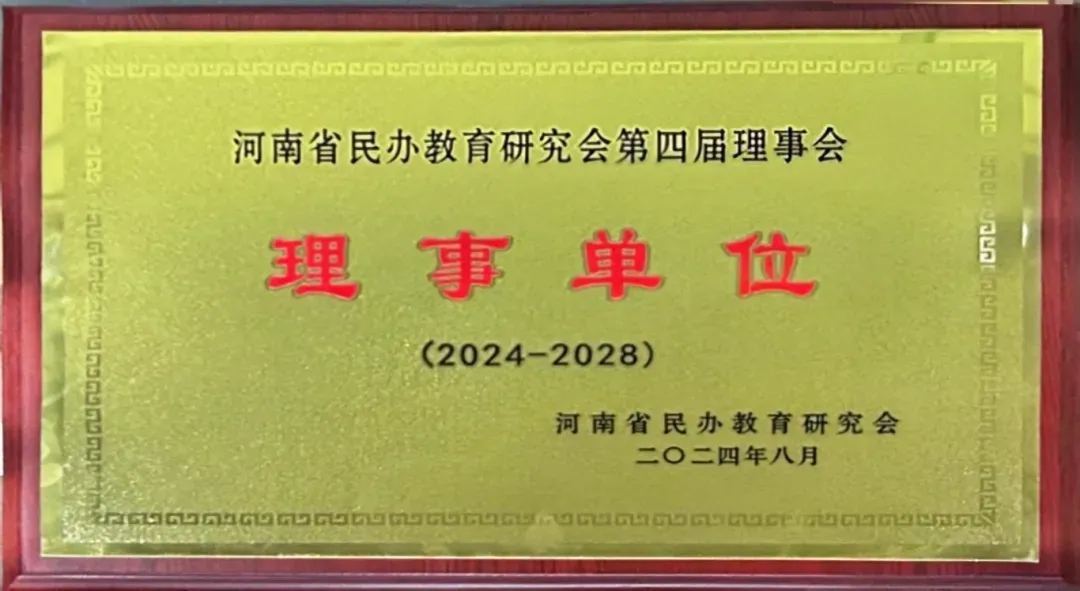 河南省民办教育研究会第四届理事会
理事单位
（2024-2028）
河南省民办教育研究会
二〇二四年八月